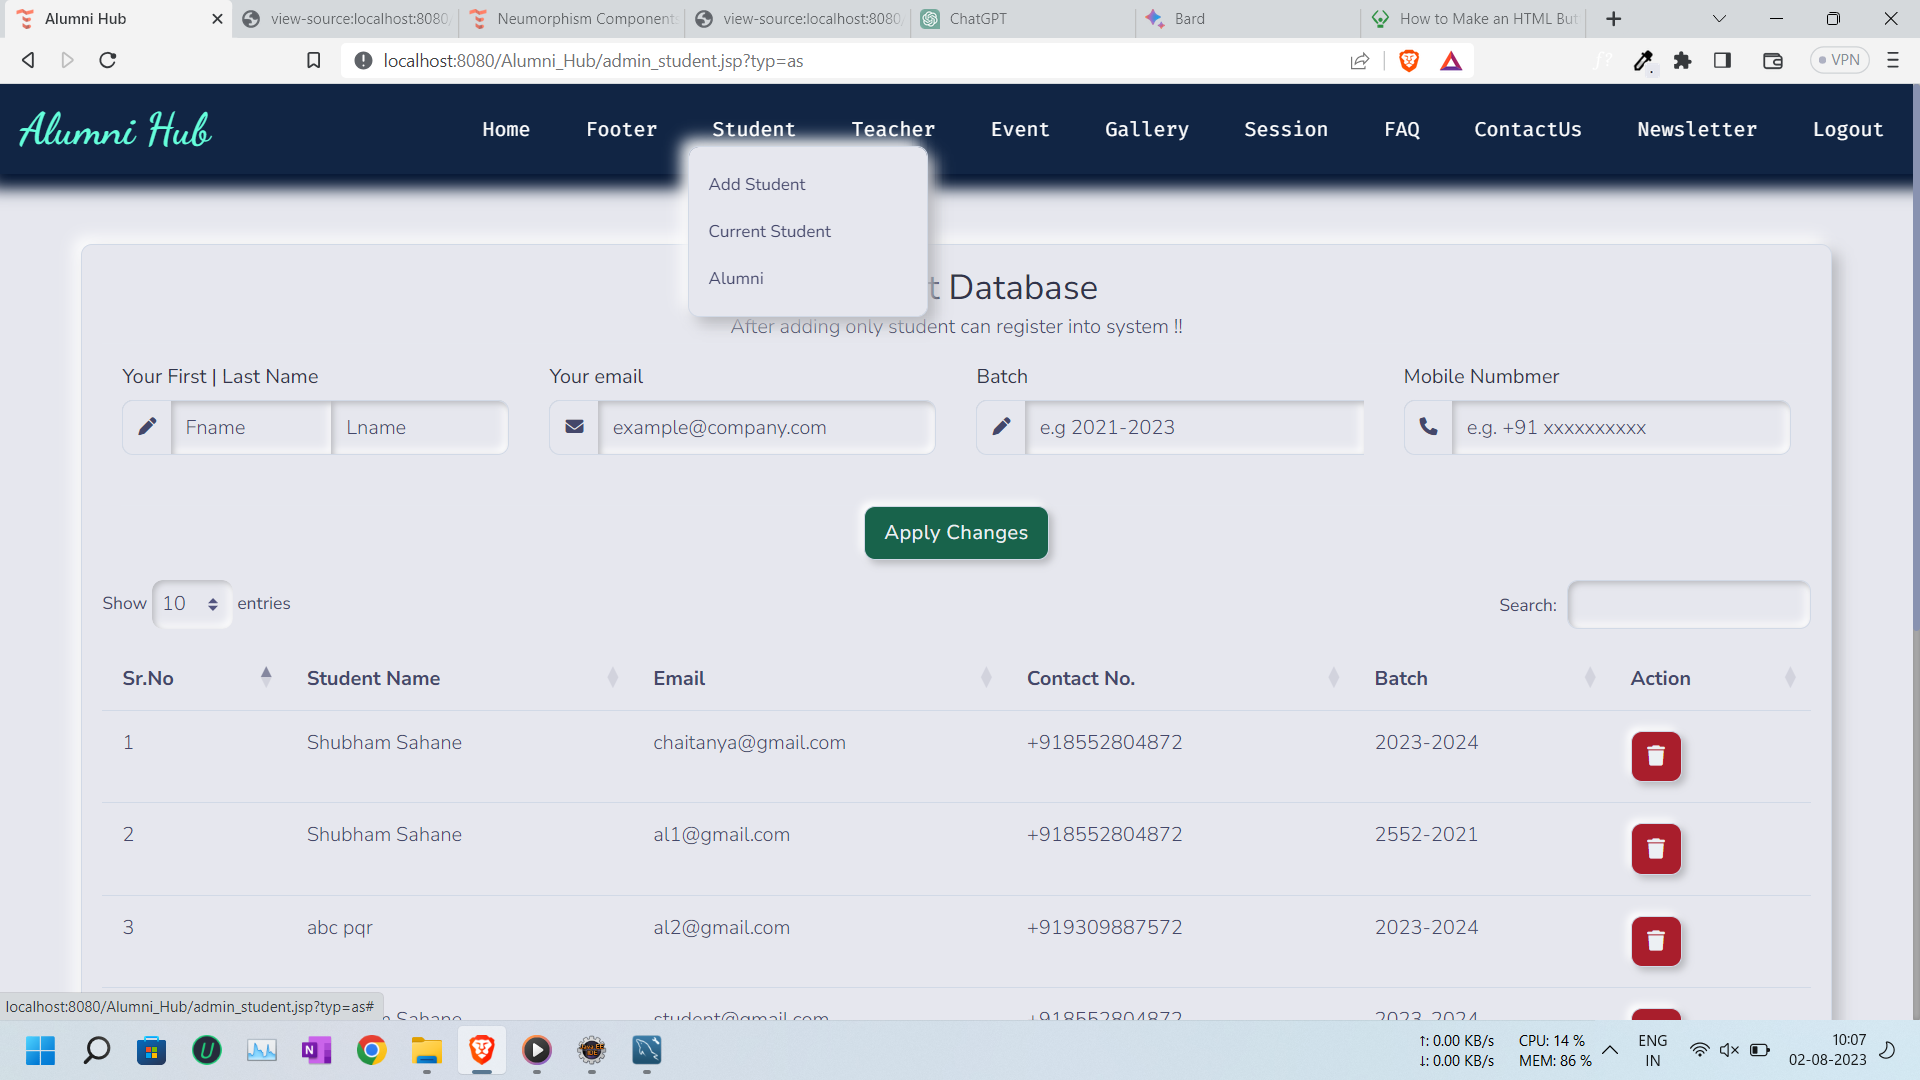 Alumni Hub
view-source:localhost:8080/
Neumorphism Component
view-source:localhost:8080/
ChatGPT
Bard
How to Make an HTML But
localhost:8080/Alumni_Hub/admin_student.jsp?typ=as
VPN
Alumni Hub
Home Footer Student Teacher Event Gallery Session FAQ ContactUs Newsletter Logout
Add Student
Current Student
Alumni
t Database
After adding only student can register into system !!
Your First | Last Name
Your email
Batch
Mobile Numbmer
Fname
Lname
example@company.com
e.g 2021-2023
e.g. +91 xxxxxxxxxx
Apply Changes
Show 10 entries
Search:
Sr.No Student Name Email Contact No. Batch Action
1 Shubham Sahane chaitanya@gmail.com +918552804872 2023-2024
2 Shubham Sahane al1@gmail.com +918552804872 2552-2021
3 abc pqr al2@gmail.com +919309887572 2023-2024
Sahane student@gmail.com +918552804872 2023-2024
localhost:8080/Alumni_Hub/admin_student.jsp?typ=as#
↑: 0.00 KB/s
↓: 0.00 KB/s
CPU: 14 %
MEM: 86 %
ENG
IN
10:07
02-08-2023